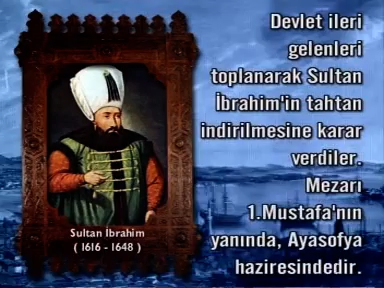 Devlet ileri
gelenleri
toplanarak Sultan
İbrahim'in tahtan
indirilmesine karar
verdiler.
Mezarı
1.Mustafa'nın
yanında, Ayasofya
haziresindedir.
Sultan İbrahim
( 1616 - 1648 )